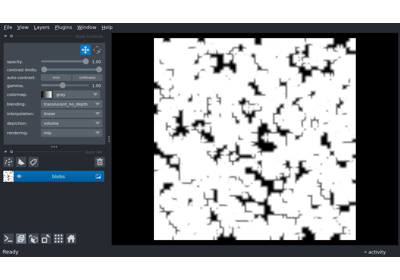 File View Layers Plugins Window Help
opacity: 1.00
contrast limits:
auto-contrast: once continuous
gamma: 1.00
colormap: gray
blending: translucent_no_depth
interpolation: linear
depiction: volume
rendering: mip
blobs
Ready activity